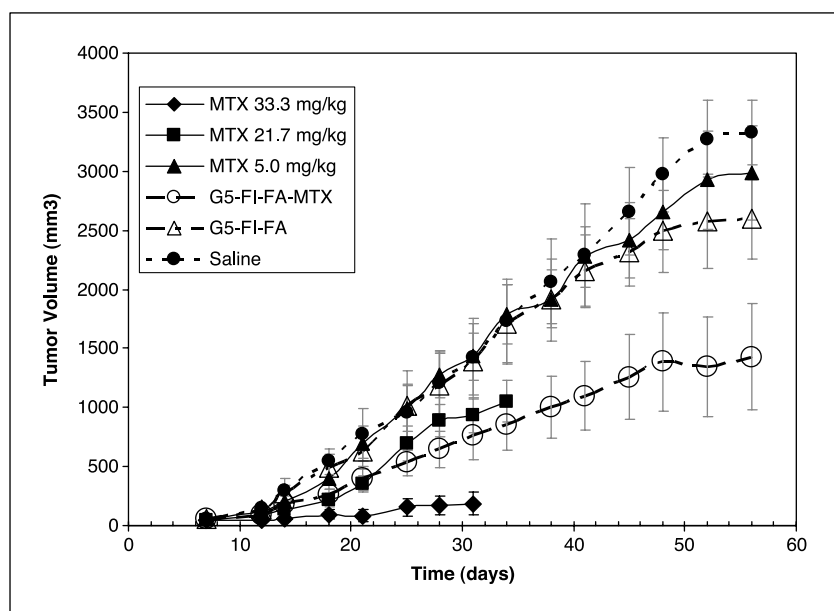 4000
3500
3000
2500
2000
1500
1000
500
0
Tumor Volume (mm3)
MTX 33.3 mg/kg
MTX 21.7 mg/kg
MTX 5.0 mg/kg
G5-FI-FA-MTX
G5-FI-FA
Saline
0 10 20 30 40 50 60
Time (days)